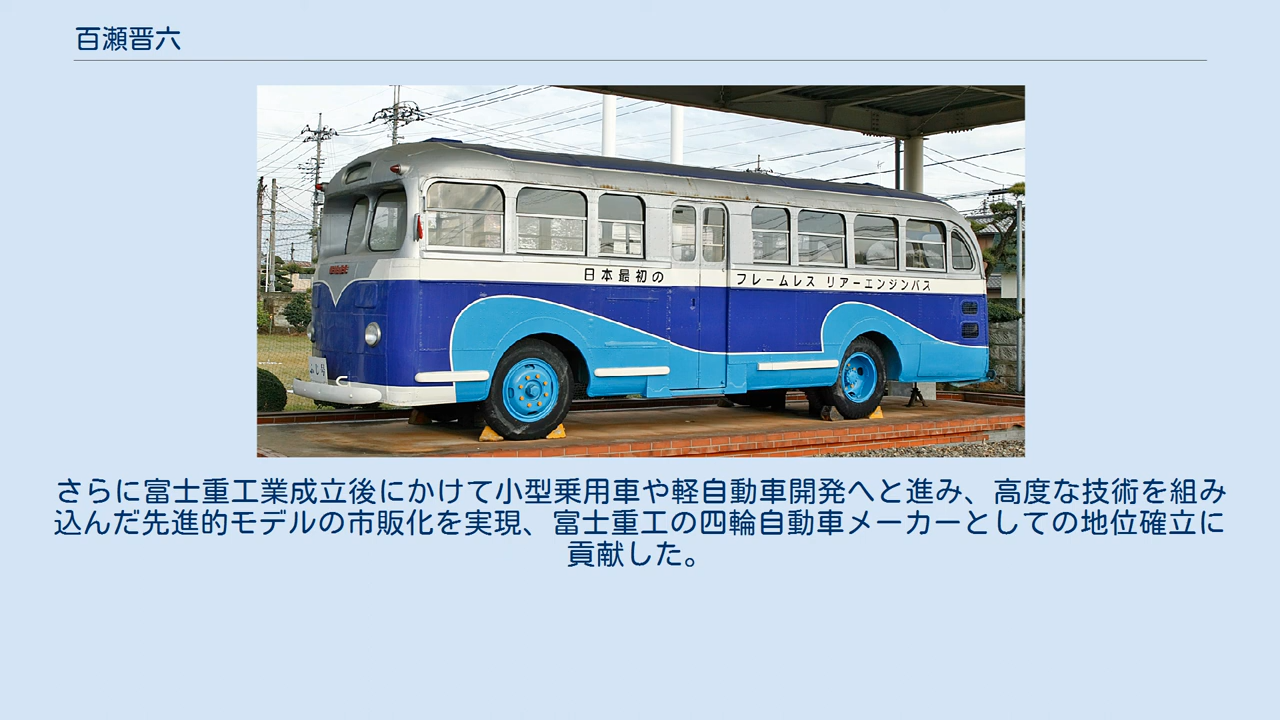 百瀬晋六
日本最初の フレームレス リアーエンジンバス
ふじ号
さらに富士重工業成立後にかけて小型乗用車や軽自動車開発へと進み、高度な技術を組み
込んだ先進的モデルの市販化を実現、富士重工の四輪自動車メーカーとしての地位確立に
貢献した。